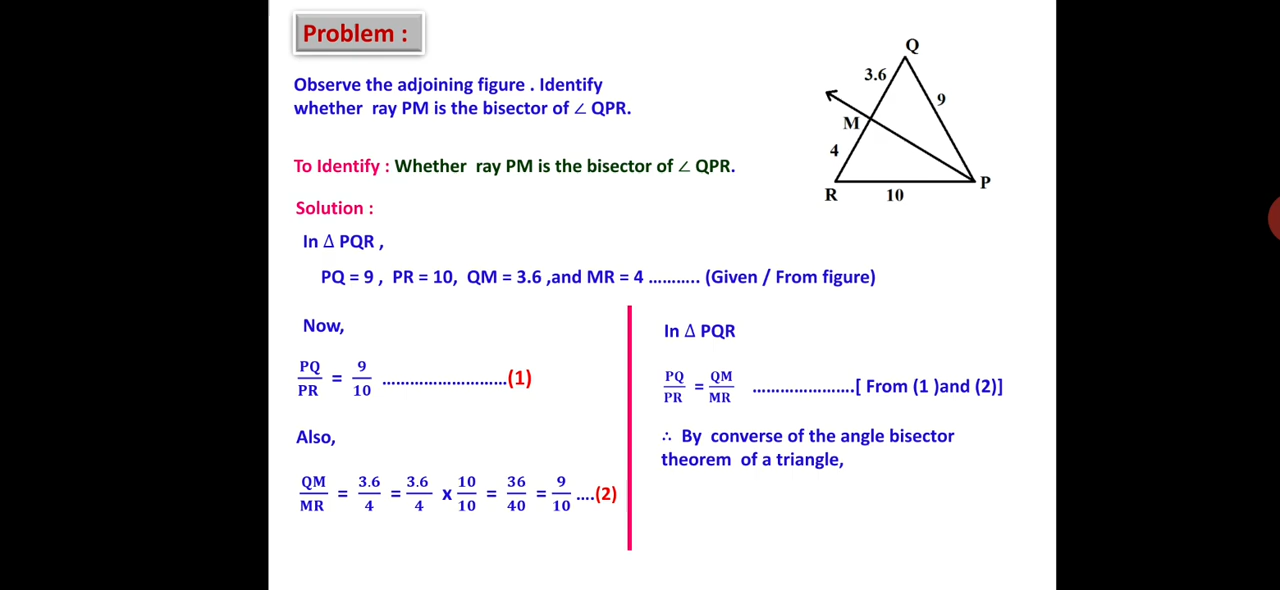 Problem :
Observe the adjoining figure . Identify
whether ray PM is the bisector of ∠ QPR.
To Identify : Whether ray PM is the bisector of ∠ QPR.
Solution :
In Δ PQR ,
PQ = 9 , PR = 10, QM = 3.6 ,and MR = 4 ........... (Given / From figure)
Now,
PQ/PR = 9/10 ...........................(1)
Also,
QM/MR = 3.6/4 = 3.6/4 x 10/10 = 36/40 = 9/10 ....(2)
In Δ PQR
PQ/PR = QM/MR ......................[ From (1 )and (2)]
∴ By converse of the angle bisector
theorem of a triangle,
Q
3.6
9
M
4
P
R
10